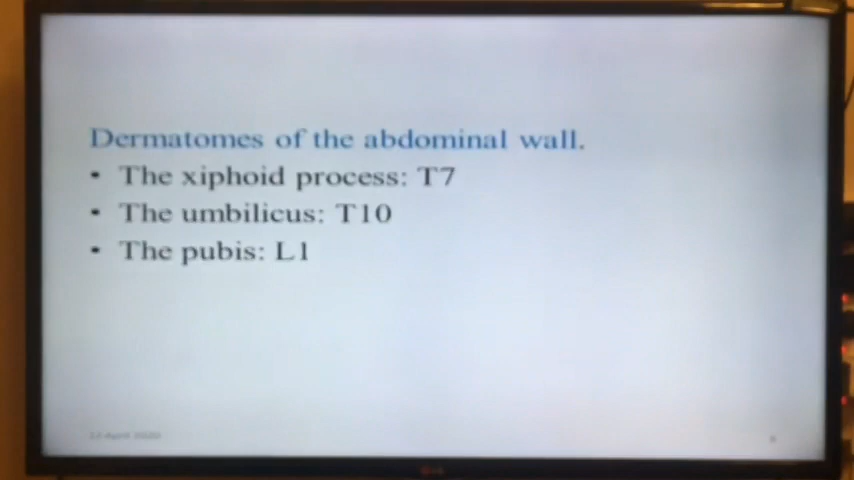 Dermatomes of the abdominal wall.
• The xiphoid process: T7
• The umbilicus: T10
• The pubis: L1